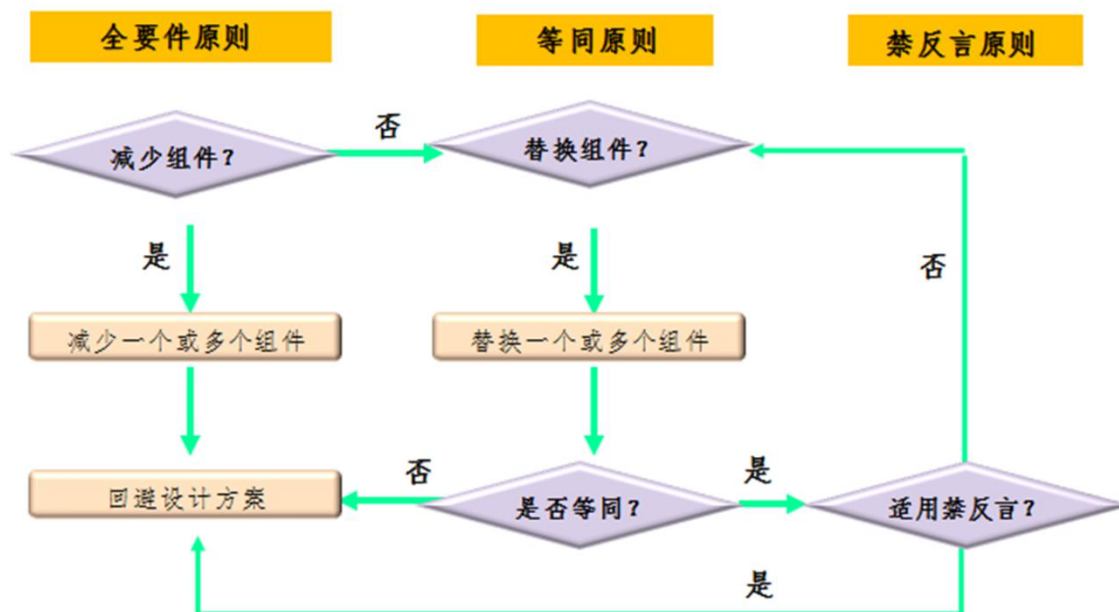 全要件原则
等同原则
禁反言原则
减少组件？
否
替换组件？
是
是
否
减少一个或多个组件
替换一个或多个组件
回避设计方案
否
是否等同？
是
适用禁反言？
是